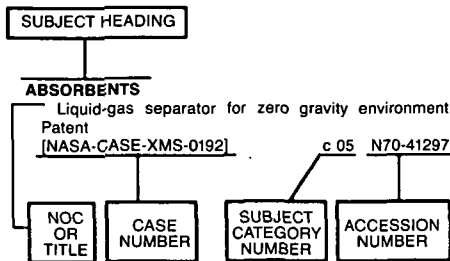 SUBJECT HEADING
ABSORBENTS
Liquid-gas separator for zero gravity environment
Patent
[NASA-CASE-XMS-0192] c 05 N70-41297
NOC
OR
TITLE
CASE
NUMBER
SUBJECT
CATEGORY
NUMBER
ACCESSION
NUMBER